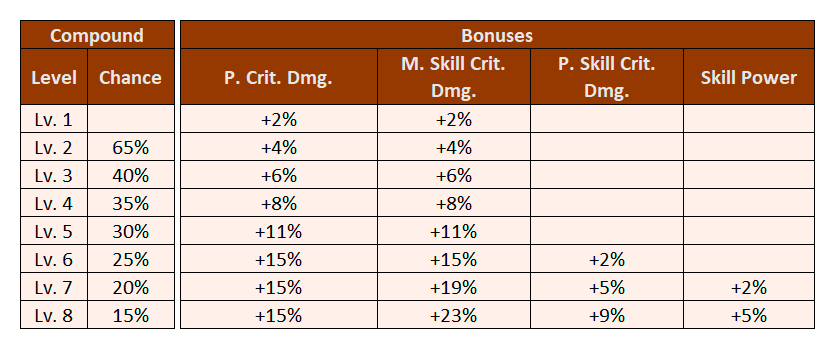 Compound Bonuses
Level Chance P. Crit. Dmg. M. Skill Crit. Dmg. P. Skill Crit. Dmg. Skill Power
Lv. 1 +2% +2%
Lv. 2 65% +4% +4%
Lv. 3 40% +6% +6%
Lv. 4 35% +8% +8%
Lv. 5 30% +11% +11%
Lv. 6 25% +15% +15% +2%
Lv. 7 20% +15% +19% +5% +2%
Lv. 8 15% +15% +23% +9% +5%